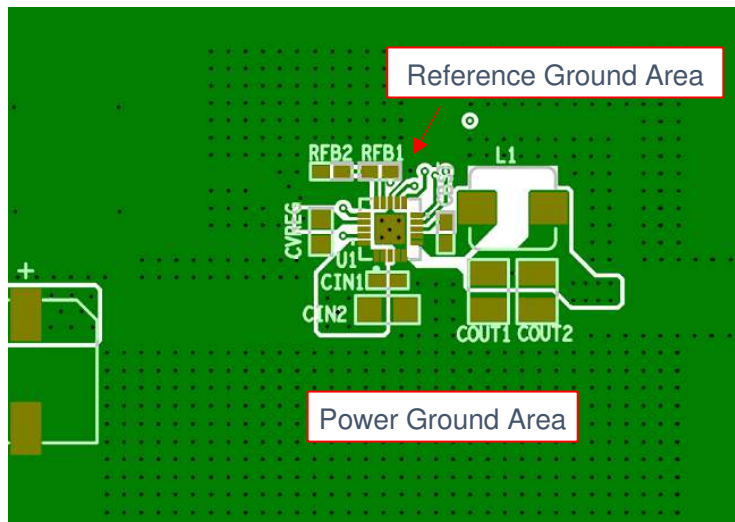 Reference Ground Area
RFB2 RFB1
L1
CVREG
U1
CIN1
+
CIN2
COUT1 COUT2
Power Ground Area